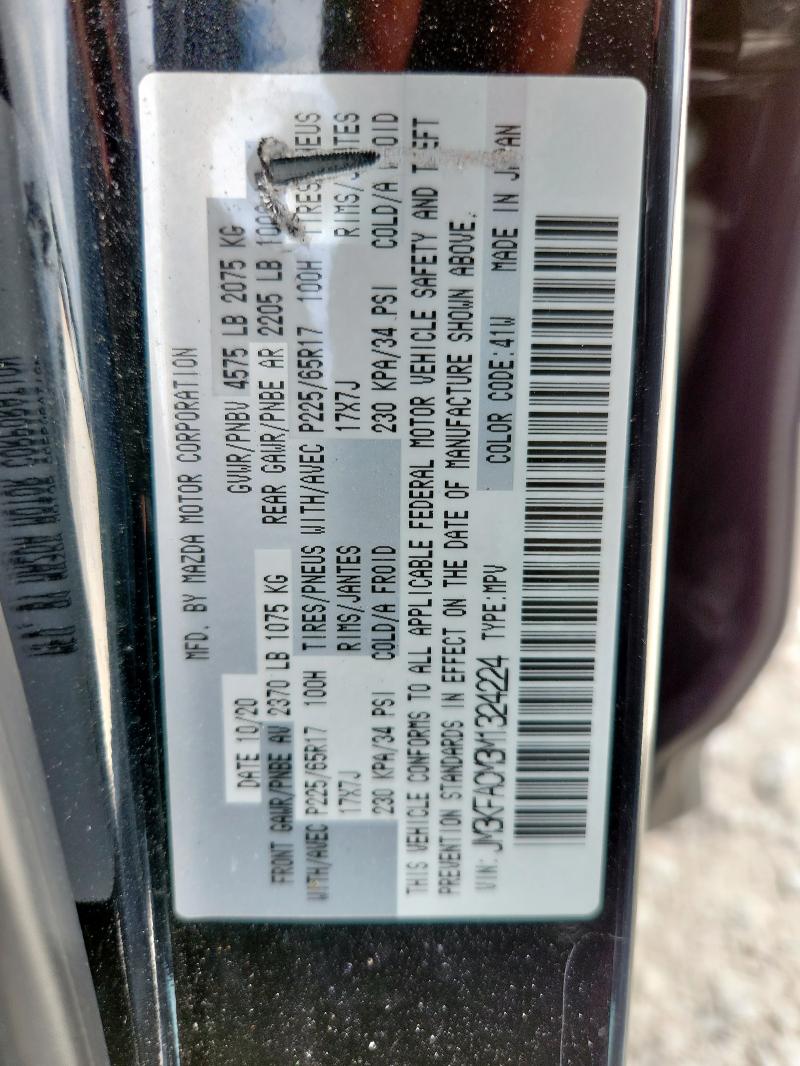 MFD. BY MAZDA MOTOR CORPORATION
DATE 10/20 GVWR/PNBV 4575 LB 2075 KG
FRONT GAWR/PNBE AV 2370 LB 1075 KG REAR GAWR/PNBE AR 2205 LB
WITH/AVEC P225/65R17 100H TIRES/PNEUS WITH/AVEC P225/65R17 100H
17X7J RIMS/JANTES 17X7J RIMS/JANTES
230 KPA/34 PSI COLD/A FROID 230 KPA/34 PSI COLD/A
THIS VEHICLE CONFORMS TO ALL APPLICABLE FEDERAL MOTOR VEHICLE SAFETY AND THEFT
PREVENTION STANDARDS IN EFFECT ON THE DATE OF MANUFACTURE SHOWN ABOVE.
VIN: JM3KFACY3M1324224 TYPE:MPV COLOR CODE:41W MADE IN JAPAN